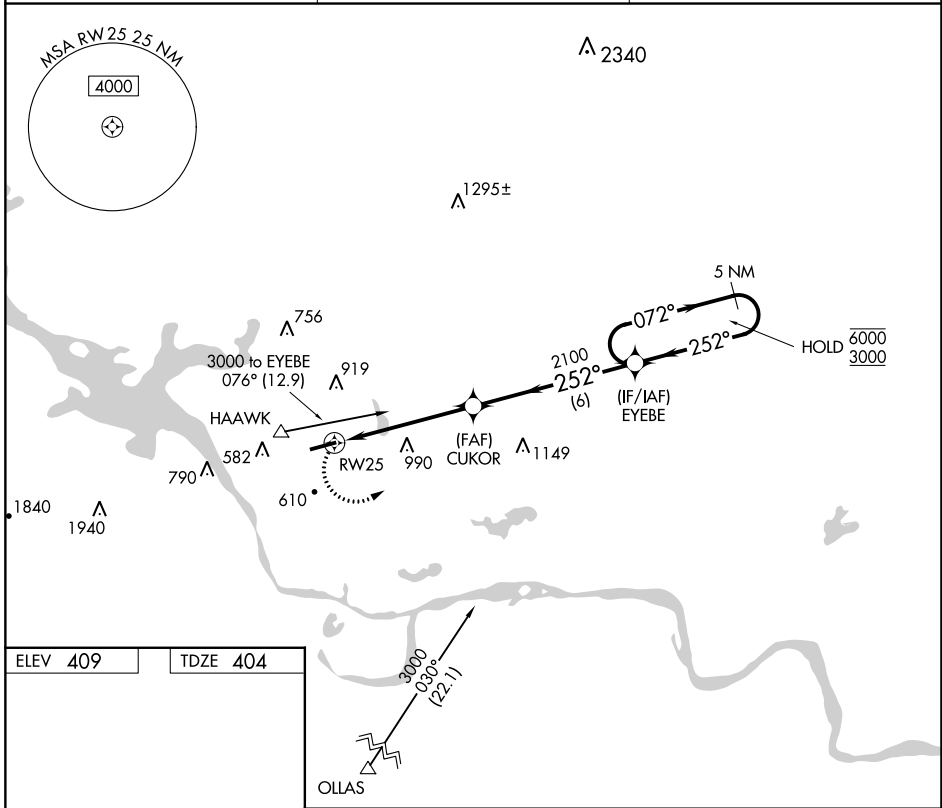 MSA RW25 25 NM
4000
2340
1295±
5 NM
072°
HOLD 6000
3000
252°
756
3000 to EYEBE
076° (12.9)
919
2100
252°
(6)
(IF/IAF)
EYEBE
HAAWK
(FAF)
CUKOR
RW25
582
990
1149
790
610
1840
1940
ELEV 409
TDZE 404
3000
030°
(22.1)
OLLAS